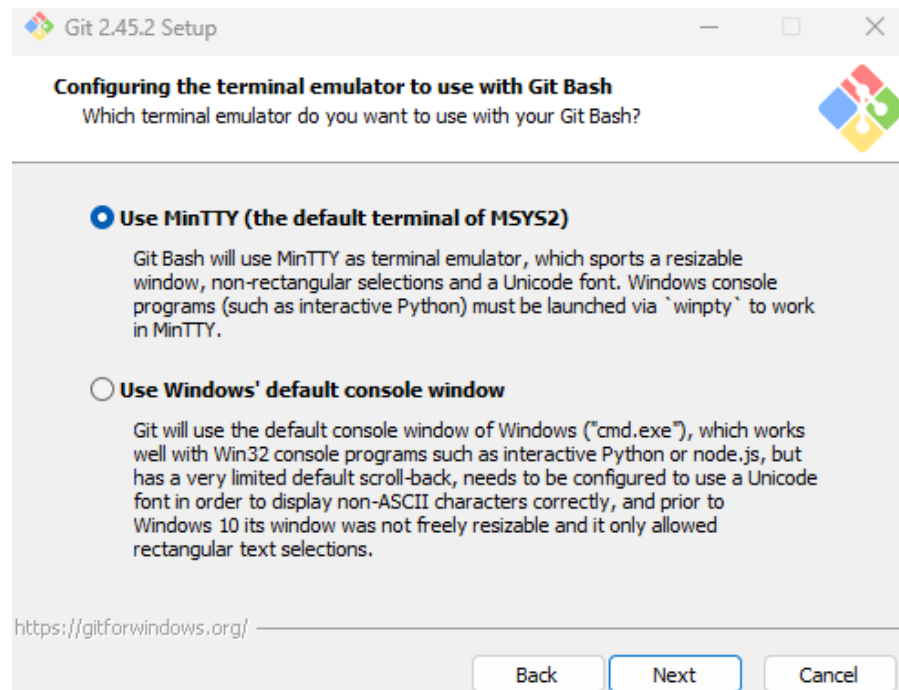 Git 2.45.2 Setup
Configuring the terminal emulator to use with Git Bash
Which terminal emulator do you want to use with your Git Bash?
Use MinTTY (the default terminal of MSYS2)
Git Bash will use MinTTY as terminal emulator, which sports a resizable
window, non-rectangular selections and a Unicode font. Windows console
programs (such as interactive Python) must be launched via `winpty` to work
in MinTTY.
Use Windows' default console window
Git will use the default console window of Windows ("cmd.exe"), which works
well with Win32 console programs such as interactive Python or node.js, but
has a very limited default scroll-back, needs to be configured to use a Unicode
font in order to display non-ASCII characters correctly, and prior to
Windows 10 its window was not freely resizable and it only allowed
rectangular text selections.
https://gitforwindows.org/
Back Next Cancel